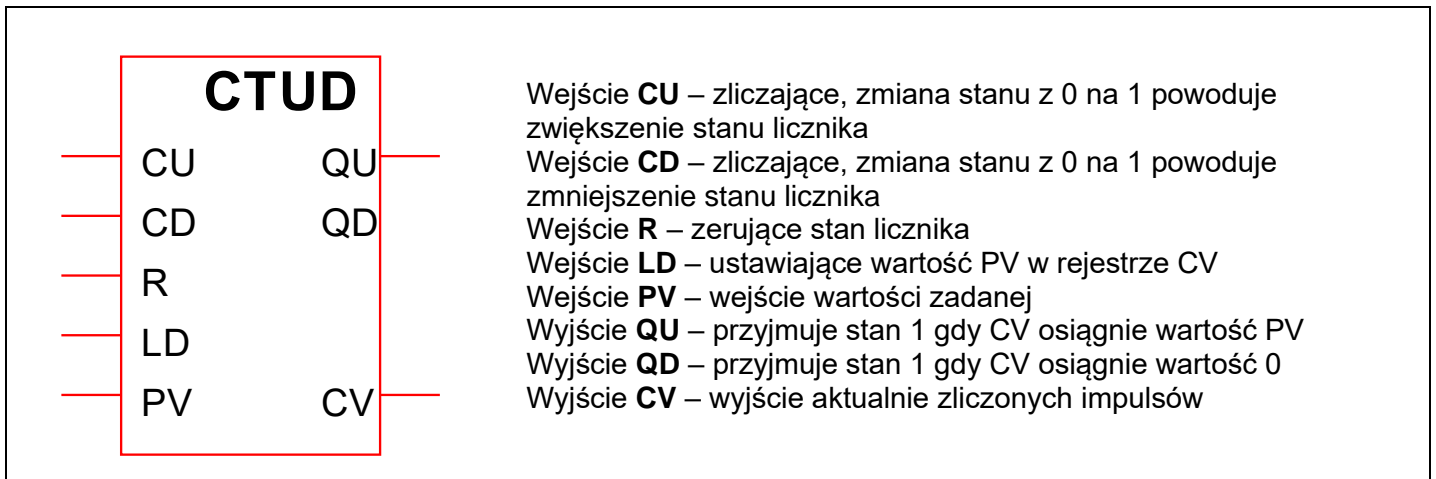 CTUD
CU QU
CD QD
R
LD
PV CV
Wejście CU – zliczające, zmiana stanu z 0 na 1 powoduje
zwiększenie stanu licznika
Wejście CD – zliczające, zmiana stanu z 0 na 1 powoduje
zmniejszenie stanu licznika
Wejście R – zerujące stan licznika
Wejście LD – ustawiające wartość PV w rejestrze CV
Wejście PV – wejście wartości zadanej
Wyjście QU – przyjmuje stan 1 gdy CV osiągnie wartość PV
Wyjście QD – przyjmuje stan 1 gdy CV osiągnie wartość 0
Wyjście CV – wyjście aktualnie zliczonych impulsów